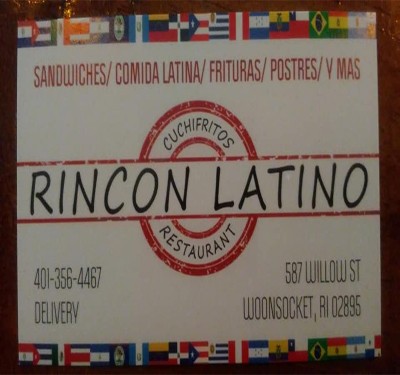 SANDWICHES/ COMIDA LATINA/ FRITURAS/ POSTRES/ Y MAS
CUCHIFRITOS
RINCON LATINO
RESTAURANT
401-356-4467
DELIVERY
587 WILLOW ST
WOONSOCKET, RI 02895